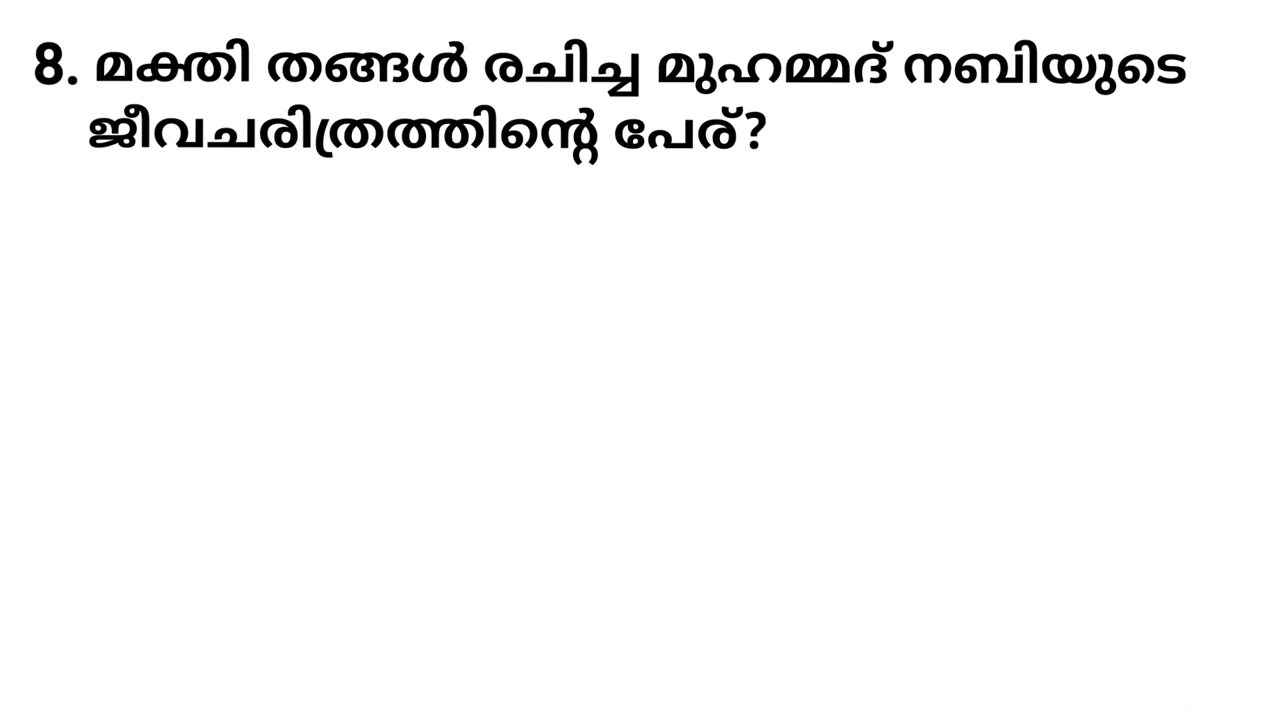 8. മക്തി തങ്ങൾ രചിച്ച മുഹമ്മദ് നബിയുടെ
ജീവചരിത്രത്തിന്റെ പേര്?